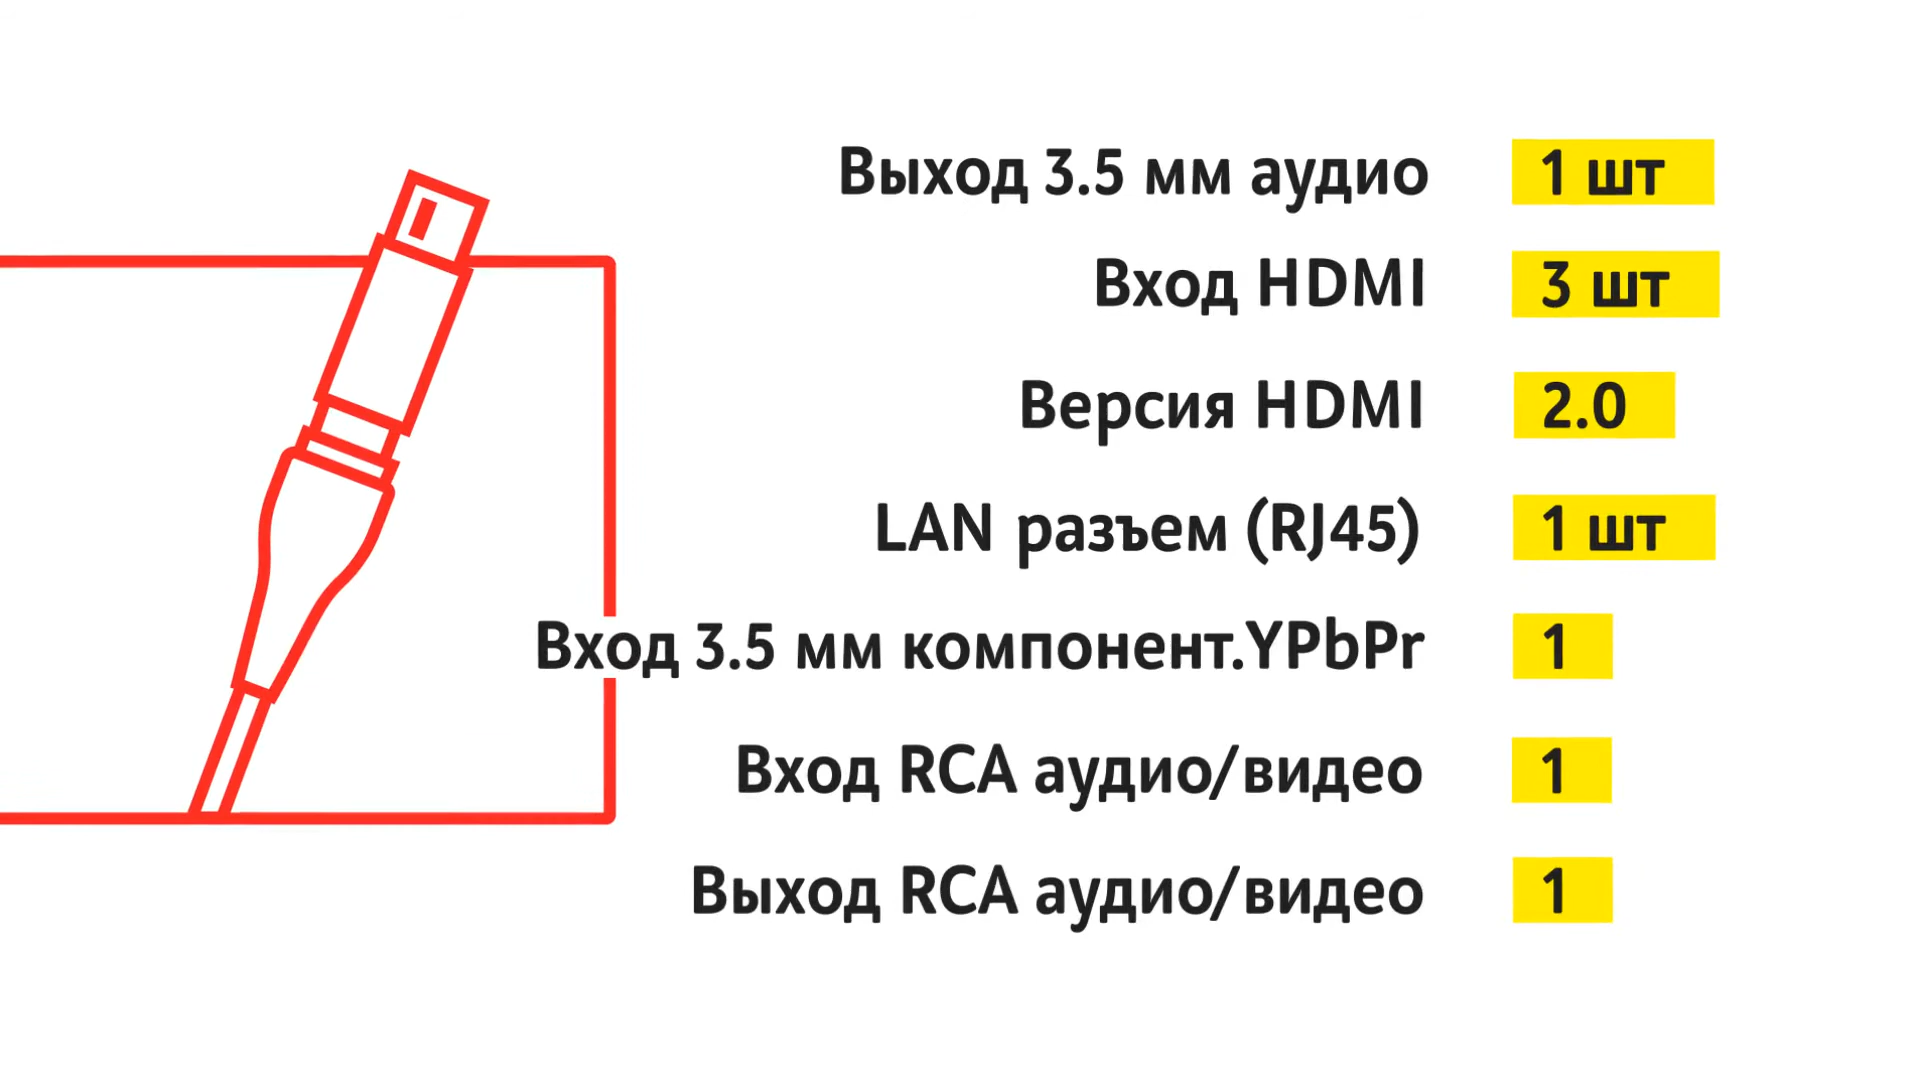 Выход 3.5 мм аудио 1 шт
Вход HDMI 3 шт
Версия HDMI 2.0
LAN разъем (RJ45) 1 шт
Вход 3.5 мм компонент.YPbPr 1
Вход RCA аудио/видео 1
Выход RCA аудио/видео 1